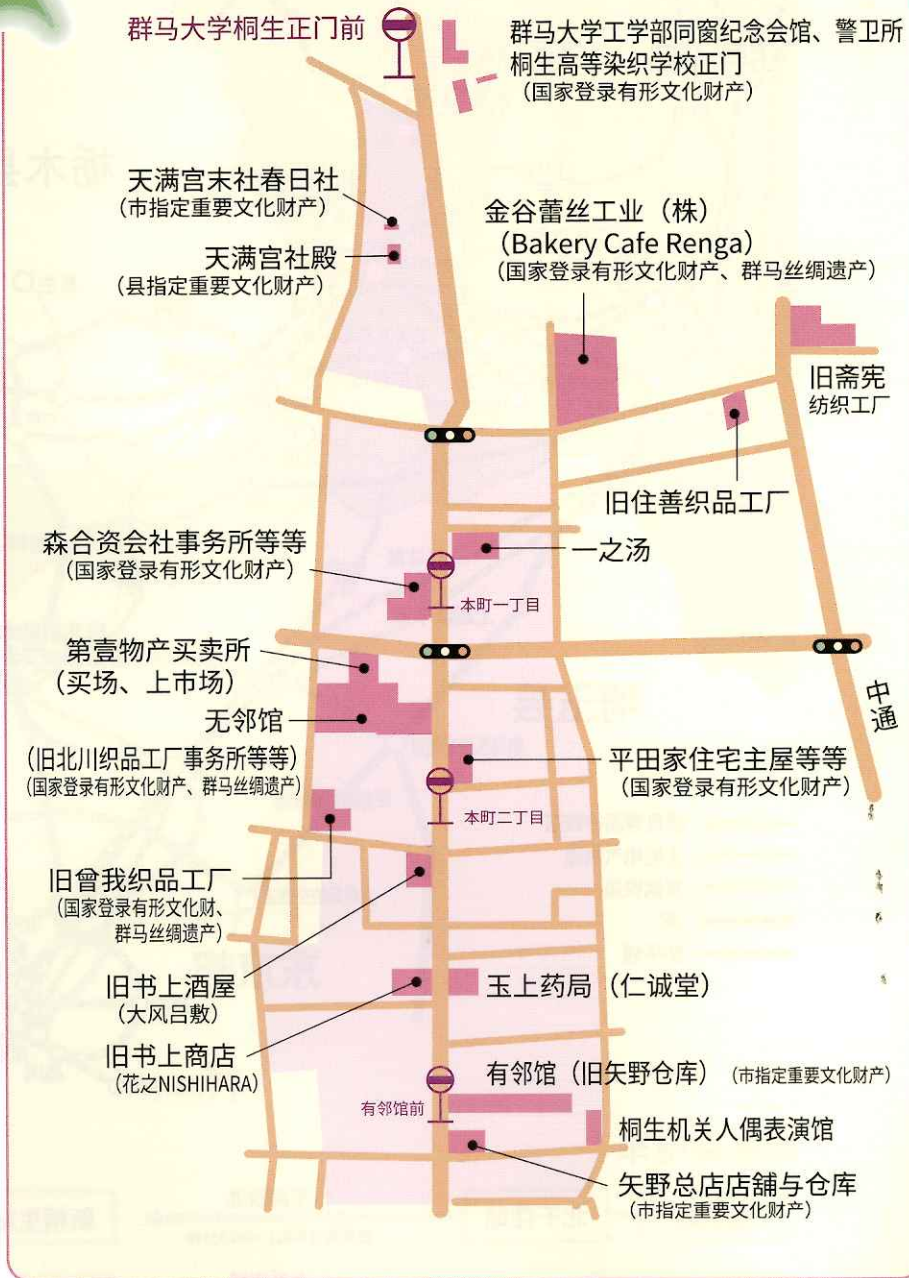 群马大学桐生正门前
群马大学工学部同窗纪念会馆、警卫所
桐生高等染织学校正门
（国家登录有形文化财产）
天满宫末社春日社
（市指定重要文化财产）
天满宫社殿
（县指定重要文化财产）
金谷蕾丝工业（株）
（Bakery Cafe Renga）
（国家登录有形文化财产、群马丝绸遗产）
旧斋宪
纺织工厂
旧住善织品工厂
森合资会社事务所等等
（国家登录有形文化财产）
一之汤
本町一丁目
第壹物产买卖所
（买场、上市场）
无邻馆
（旧北川织品工厂事务所等等）
（国家登录有形文化财产、群马丝绸遗产）
中通
平田家住宅主屋等等
（国家登录有形文化财产）
本町二丁目
旧曾我织品工厂
（国家登录有形文化财、
群马丝绸遗产）
旧书上酒屋
（大风吕敷）
玉上药局（仁诚堂）
旧书上商店
（花之NISHIHARA）
有邻馆（旧矢野仓库）（市指定重要文化财产）
有邻馆前
桐生机关人偶表演馆
矢野总店店舖与仓库
（市指定重要文化财产）